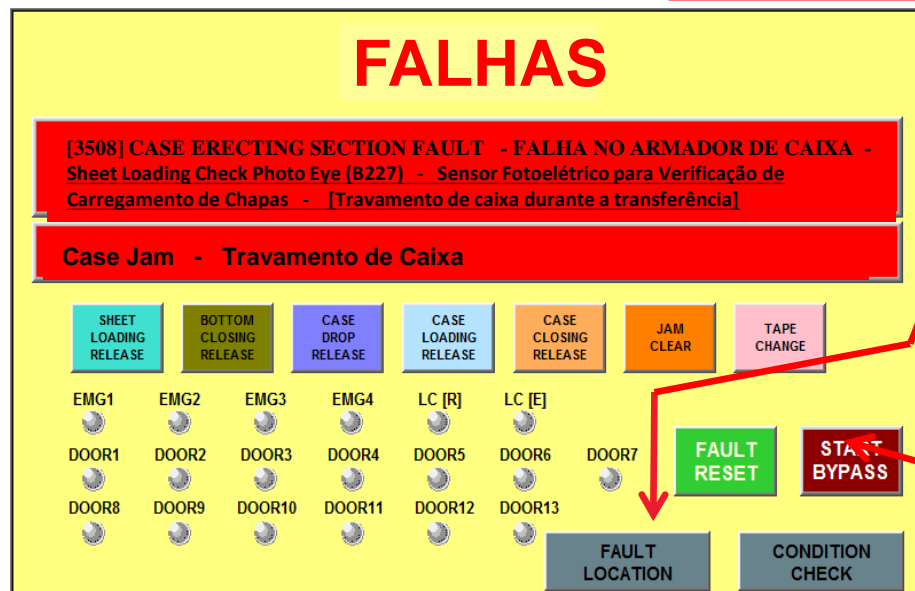 FALHAS
[3508] CASE ERECTING SECTION FAULT - FALHA NO ARMADOR DE CAIXA -
Sheet Loading Check Photo Eye (B227) - Sensor Fotoelétrico para Verificação de
Carregamento de Chapas - [Travamento de caixa durante a transferência]
Case Jam - Travamento de Caixa
SHEET
LOADING
RELEASE
BOTTOM
CLOSING
RELEASE
CASE
DROP
RELEASE
CASE
LOADING
RELEASE
CASE
CLOSING
RELEASE
JAM
CLEAR
TAPE
CHANGE
EMG1 EMG2 EMG3 EMG4 LC [R] LC [E]
DOOR1 DOOR2 DOOR3 DOOR4 DOOR5 DOOR6 DOOR7
DOOR8 DOOR9 DOOR10 DOOR11 DOOR12 DOOR13
FAULT
RESET
START
BYPASS
FAULT
LOCATION
CONDITION
CHECK